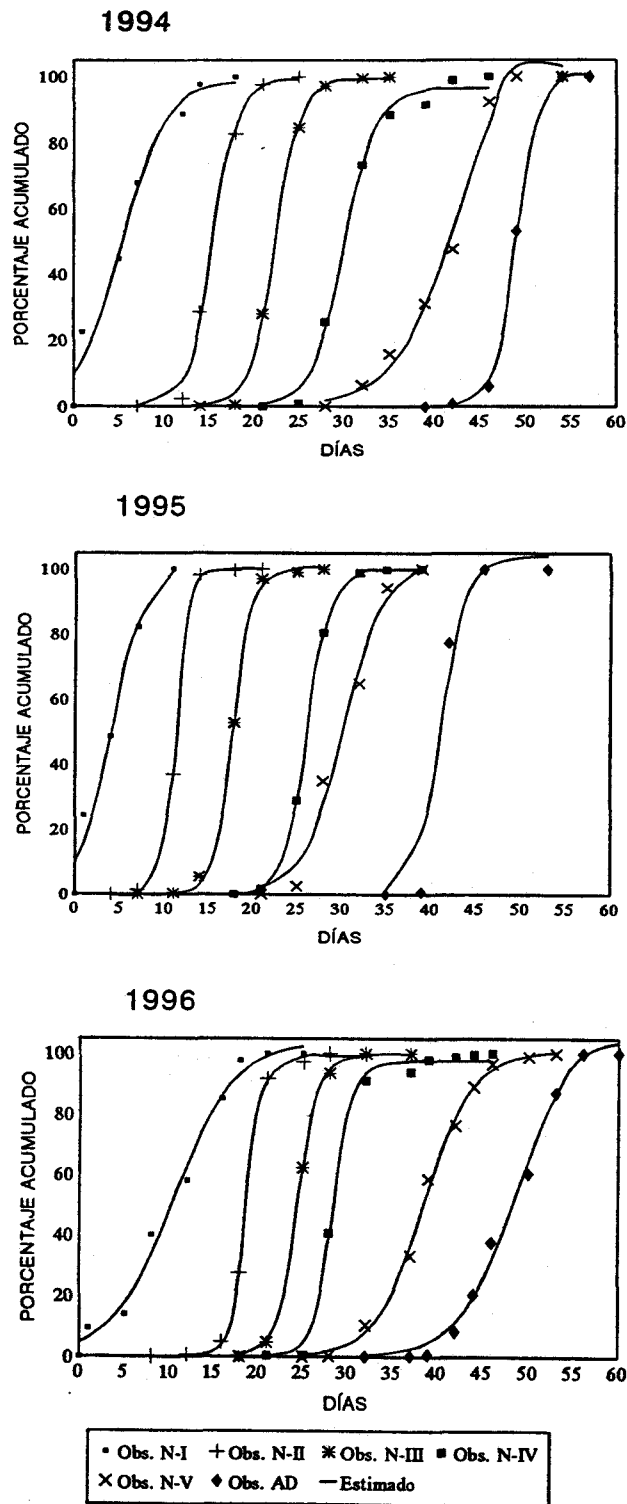 1994
PORCENTAJE ACUMULADO
100
80
60
40
20
0
0 5 10 15 20 25 30 35 40 45 50 55 60
DÍAS
1995
PORCENTAJE ACUMULADO
100
80
60
40
20
0
0 5 10 15 20 25 30 35 40 45 50 55 60
DÍAS
1996
PORCENTAJE ACUMULADO
100
80
60
40
20
0
0 5 10 15 20 25 30 35 40 45 50 55 60
DÍAS
Obs. N-I Obs. N-II Obs. N-III Obs. N-IV
Obs. N-V Obs. AD Estimado